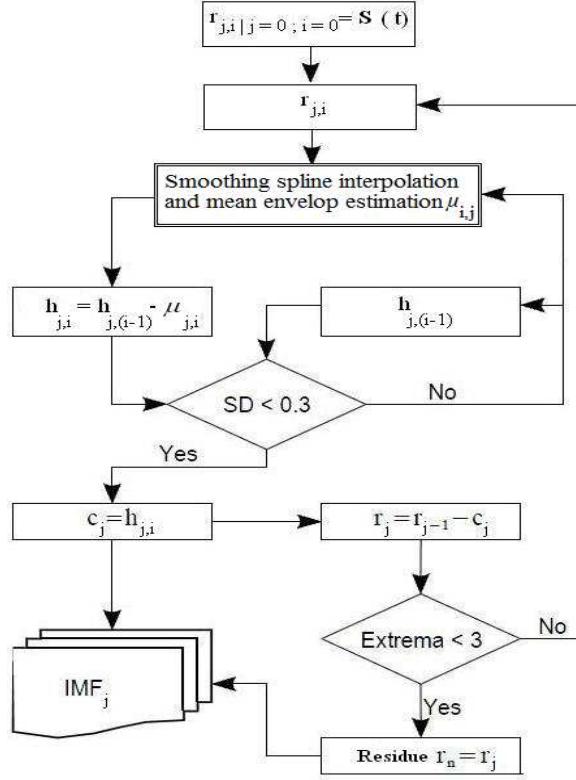 r_{j,i | j = 0 ; i = 0} = S (t)
r_{j,i}
Smoothing spline interpolation
and mean envelop estimation μ_{i,j}
h_{j,i} = h_{j,(i-1)} - μ_{j,i}
h_{j,(i-1)}
SD < 0.3
No
Yes
c_j = h_{j,i}
r_j = r_{j-1} − c_j
Extrema < 3
No
IMF_j
Yes
Residue r_n = r_j